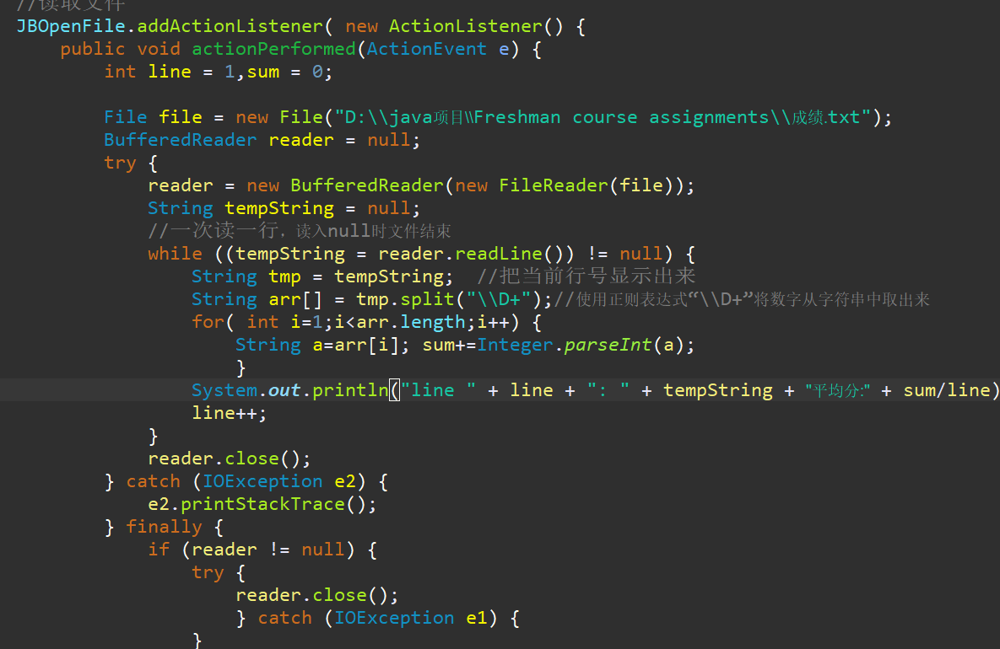 //读取文件
JBOpenFile.addActionListener( new ActionListener() {
public void actionPerformed(ActionEvent e) {
int line = 1,sum = 0;
File file = new File("D:\\java项目\\Freshman course assignments\\成绩.txt");
BufferedReader reader = null;
try {
reader = new BufferedReader(new FileReader(file));
String tempString = null;
//一次读一行，读入null时文件结束
while ((tempString = reader.readLine()) != null) {
String tmp = tempString;  //把当前行号显示出来
String arr[] = tmp.split("\\D+");//使用正则表达式“\\D+”将数字从字符串中取出来
for( int i=1;i<arr.length;i++) {
String a=arr[i]; sum+=Integer.parseInt(a);
}
System.out.println("line " + line + ": " + tempString + "平均分:" + sum/line)
line++;
}
reader.close();
} catch (IOException e2) {
e2.printStackTrace();
} finally {
if (reader != null) {
try {
reader.close();
} catch (IOException e1) {
}